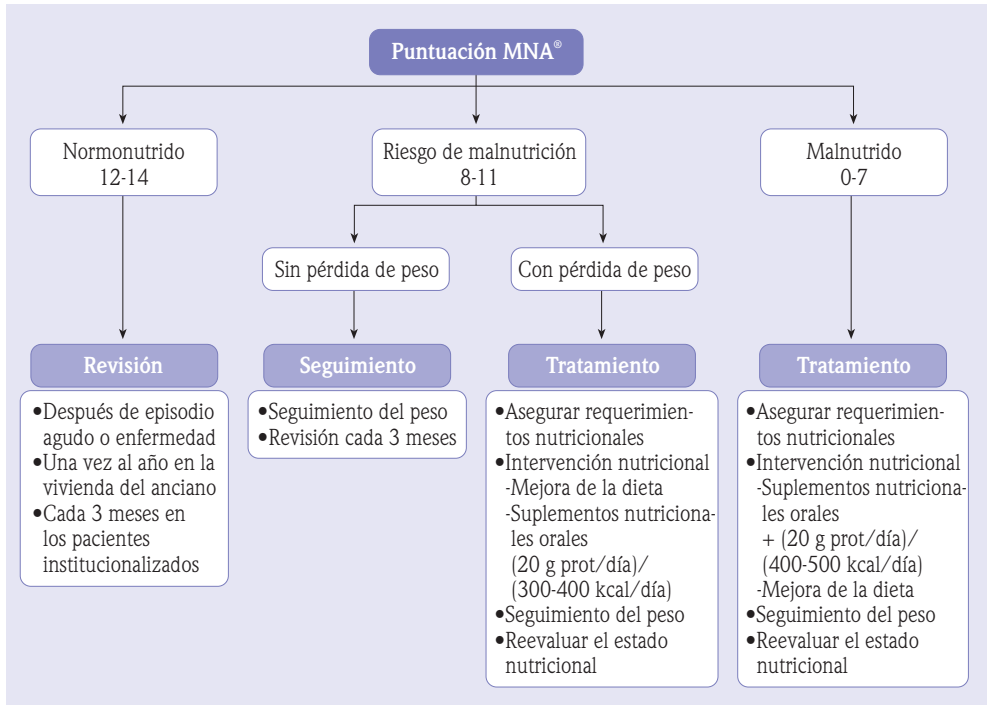 Puntuación MNA®
Normonutrido
12-14
Riesgo de malnutrición
8-11
Malnutrido
0-7
Sin pérdida de peso
Con pérdida de peso
Revisión
•Después de episodio
agudo o enfermedad
•Una vez al año en la
vivienda del anciano
•Cada 3 meses en
los pacientes
institucionalizados
Seguimiento
•Seguimiento del peso
•Revisión cada 3 meses
Tratamiento
•Asegurar requerimien-
tos nutricionales
•Intervención nutricional
-Mejora de la dieta
-Suplementos nutriciona-
les orales
(20 g prot/día)/
(300-400 kcal/día)
•Seguimiento del peso
•Reevaluar el estado
nutricional
Tratamiento
•Asegurar requerimien-
tos nutricionales
•Intervención nutricional
-Suplementos nutriciona-
les orales
+ (20 g prot/día)/
(400-500 kcal/día)
-Mejora de la dieta
•Seguimiento del peso
•Reevaluar el estado
nutricional